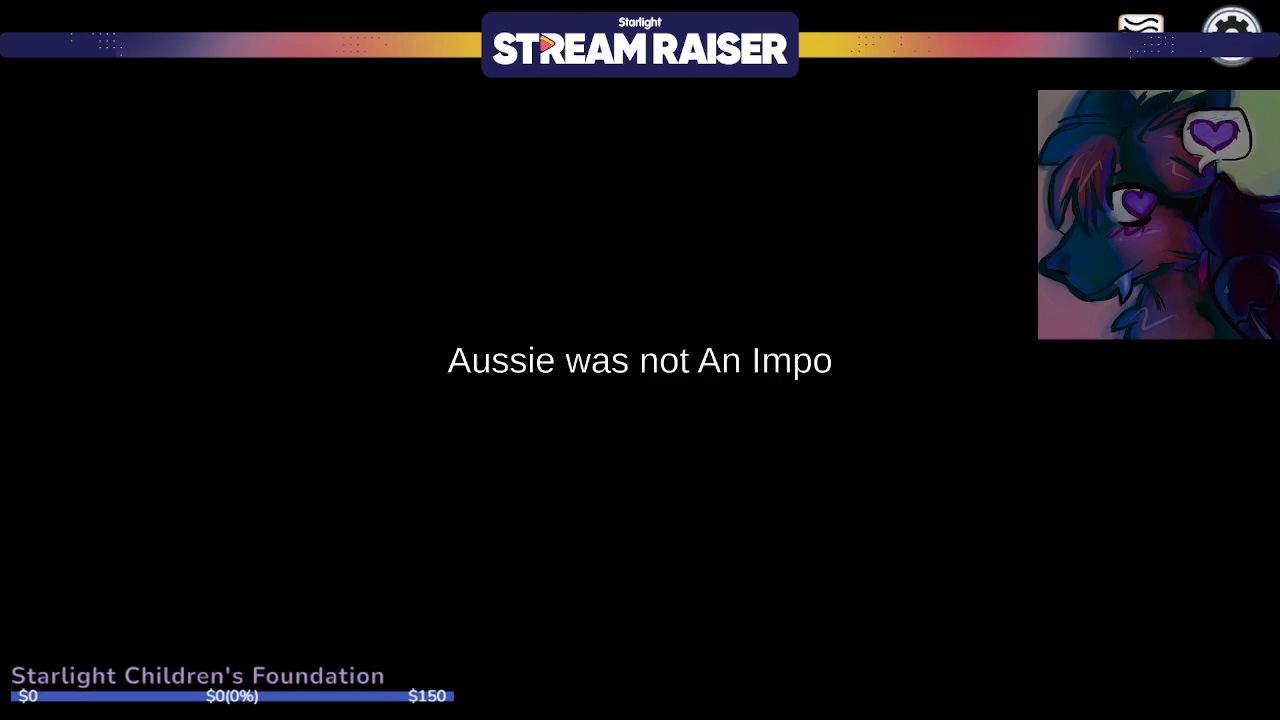 Starlight
STREAM RAISER
Aussie was not An Impo
Starlight Children's Foundation
$0 $0(0%) $150